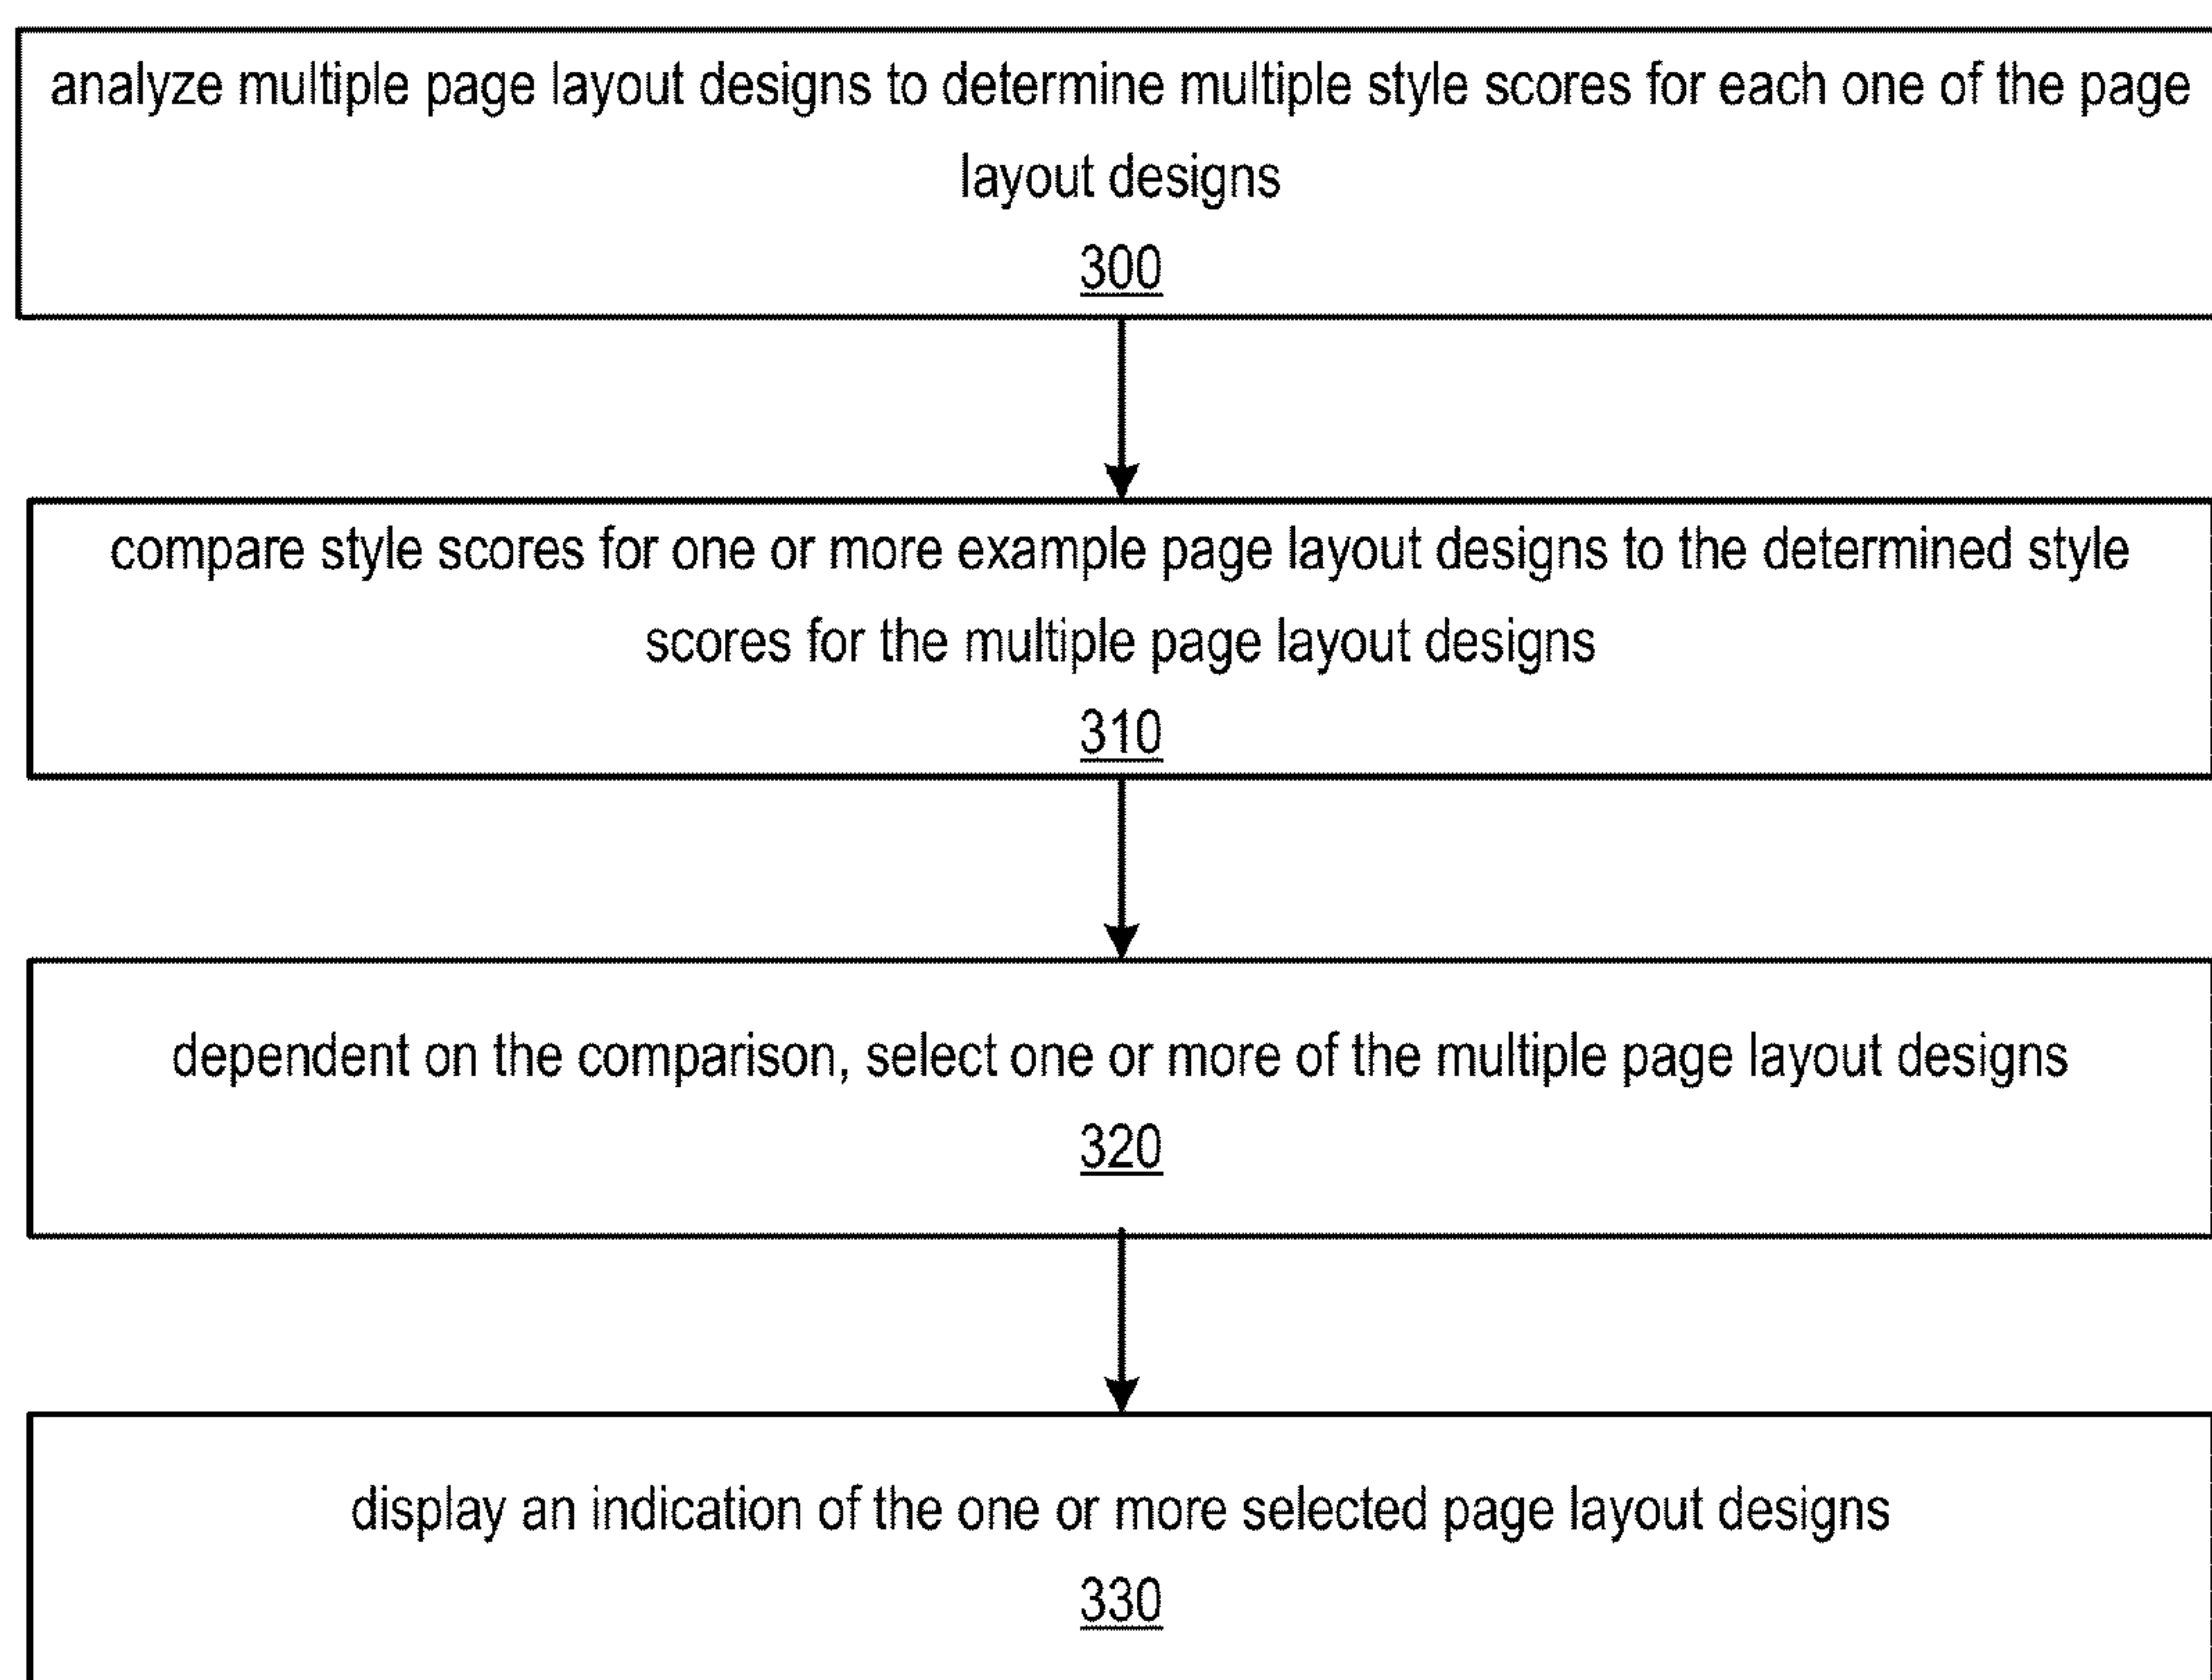 analyze multiple page layout designs to determine multiple style scores for each one of the page
layout designs
300
compare style scores for one or more example page layout designs to the determined style
scores for the multiple page layout designs
310
dependent on the comparison, select one or more of the multiple page layout designs
320
display an indication of the one or more selected page layout designs
330